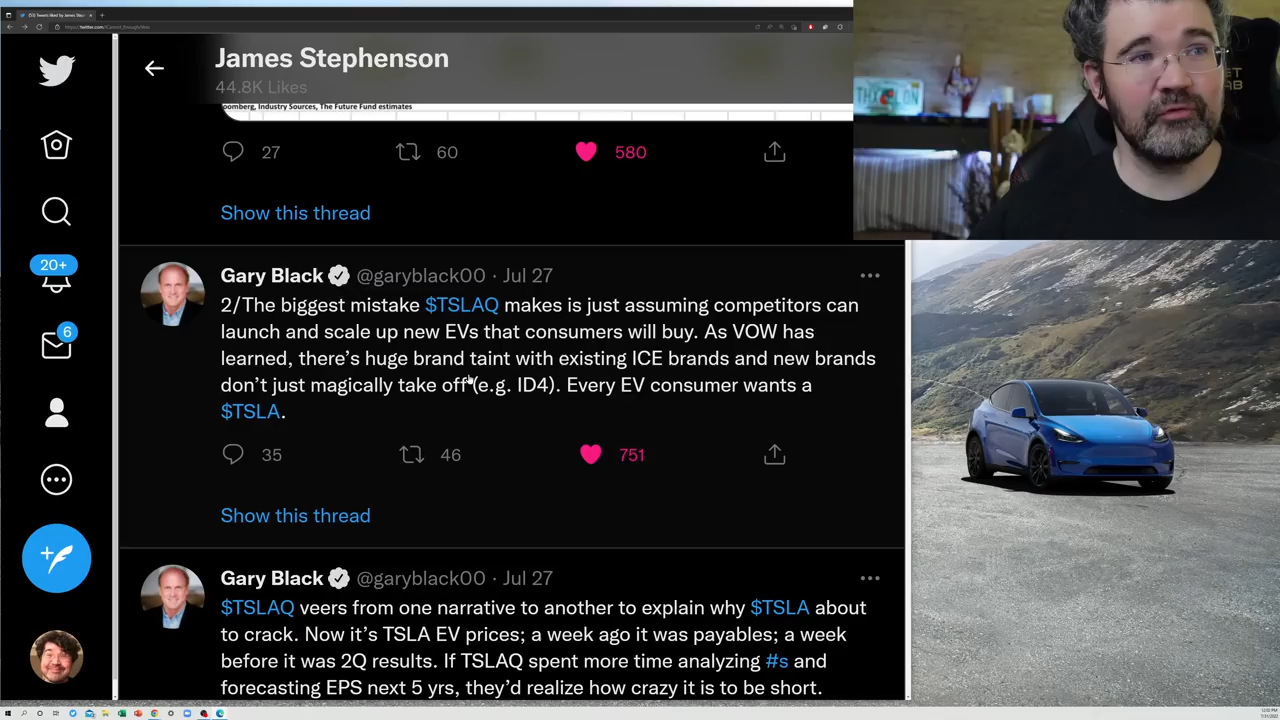 James Stephenson
44.8K Likes
oomberg, Industry Sources, The Future Fund estimates
27 60 580
Show this thread
20+
Gary Black @garyblack00 · Jul 27
2/The biggest mistake $TSLAQ makes is just assuming competitors can
launch and scale up new EVs that consumers will buy. As VOW has
learned, there's huge brand taint with existing ICE brands and new brands
don't just magically take off (e.g. ID4). Every EV consumer wants a
$TSLA.
6
35 46 751
Show this thread
Gary Black @garyblack00 · Jul 27
$TSLAQ veers from one narrative to another to explain why $TSLA about
to crack. Now it's TSLA EV prices; a week ago it was payables; a week
before it was 2Q results. If TSLAQ spent more time analyzing #s and
forecasting EPS next 5 yrs, they'd realize how crazy it is to be short.